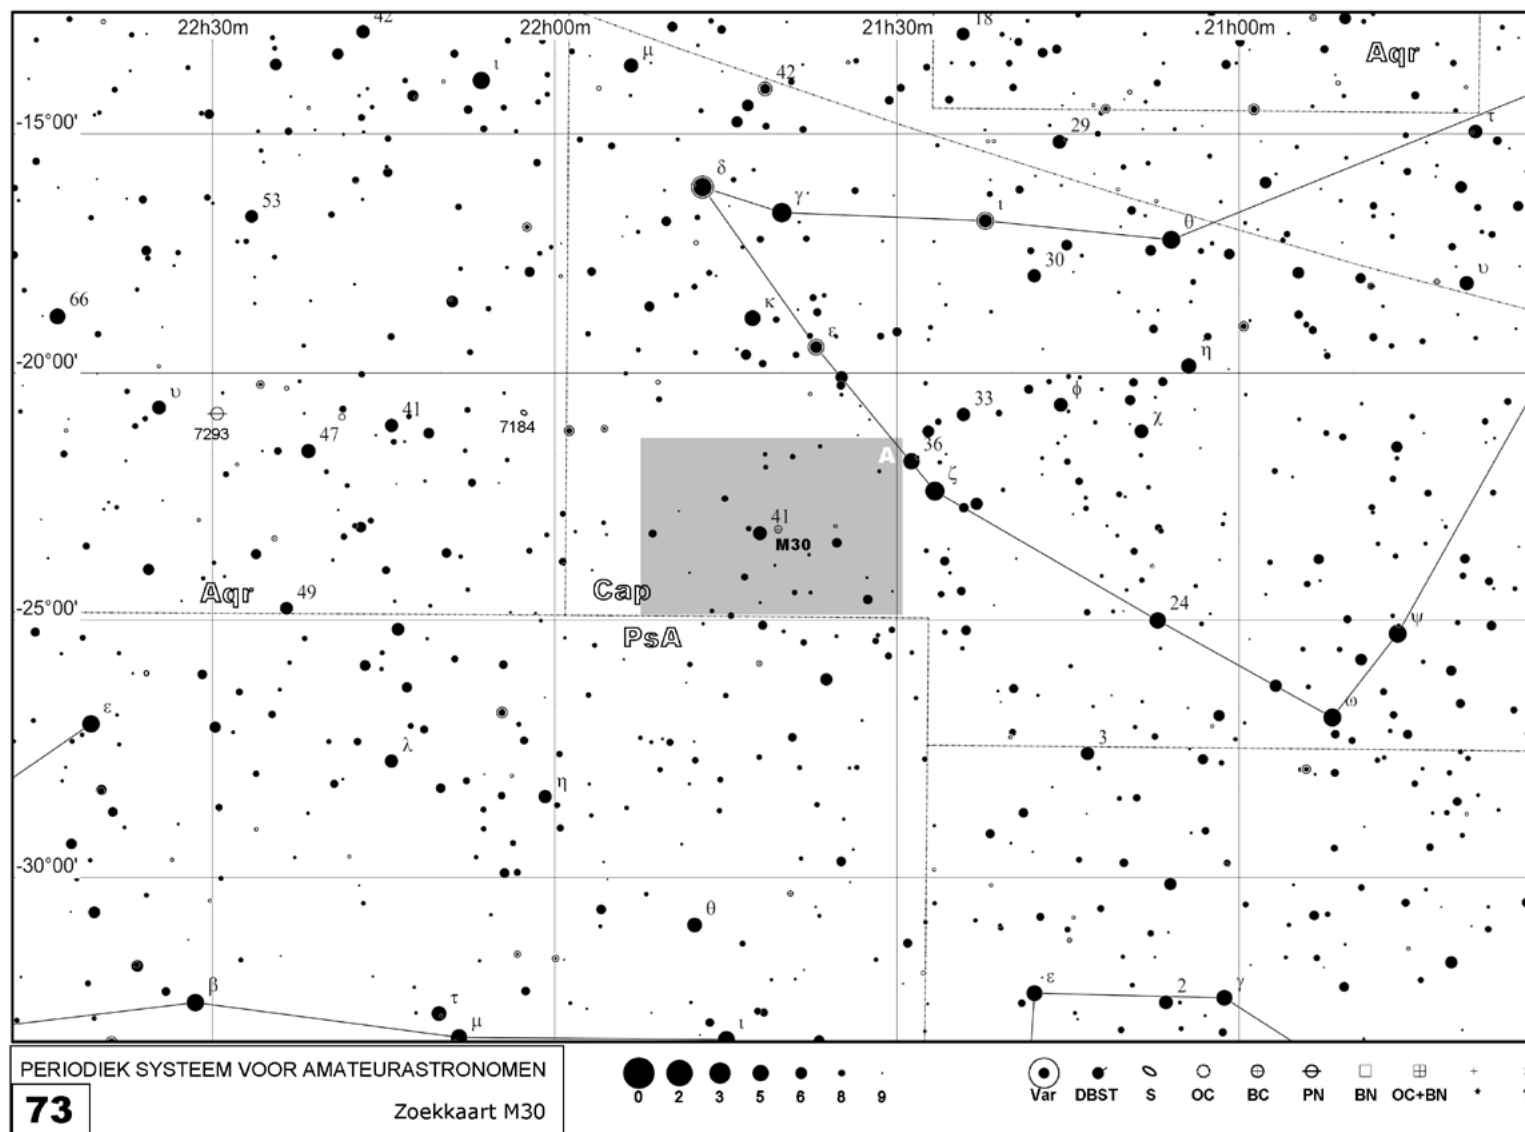 42
22h30m
22h00m
21h30m
18
21h00m
Aqr
ι
μ
42
-15°00'
29
τ
δ
γ
53
ι
θ
30
υ
66
κ
ε
-20°00'
η
υ
7293
41
7184
47
33
φ
χ
A
36
ζ
41
M30
Aqr
49
Cap
-25°00'
PsA
24
ψ
ω
ε
λ
3
η
-30°00'
θ
β
τ
μ
ι
ε
2
γ
PERIODIEK SYSTEEM VOOR AMATEURASTRONOMEN
73
Zoekkaart M30
0 2 3 5 6 8 9
Var DBST S OC BC PN BN OC+BN *